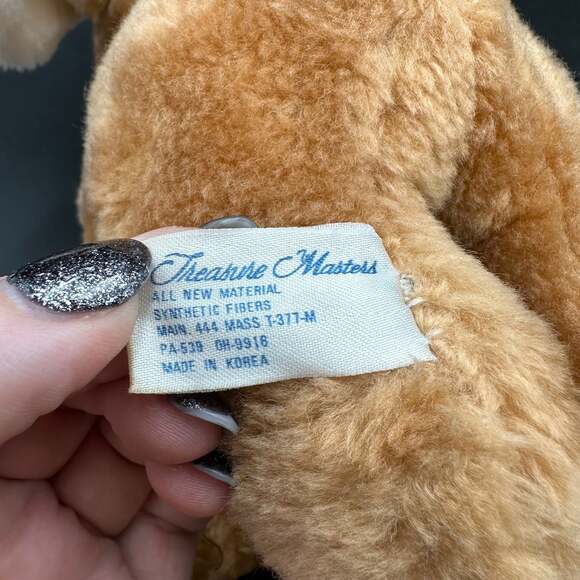 Treasure Masters
ALL NEW MATERIAL
SYNTHETIC FIBERS
MAIN. 444 MASS T-377-M
PA-539 OH-9916
MADE IN KOREA